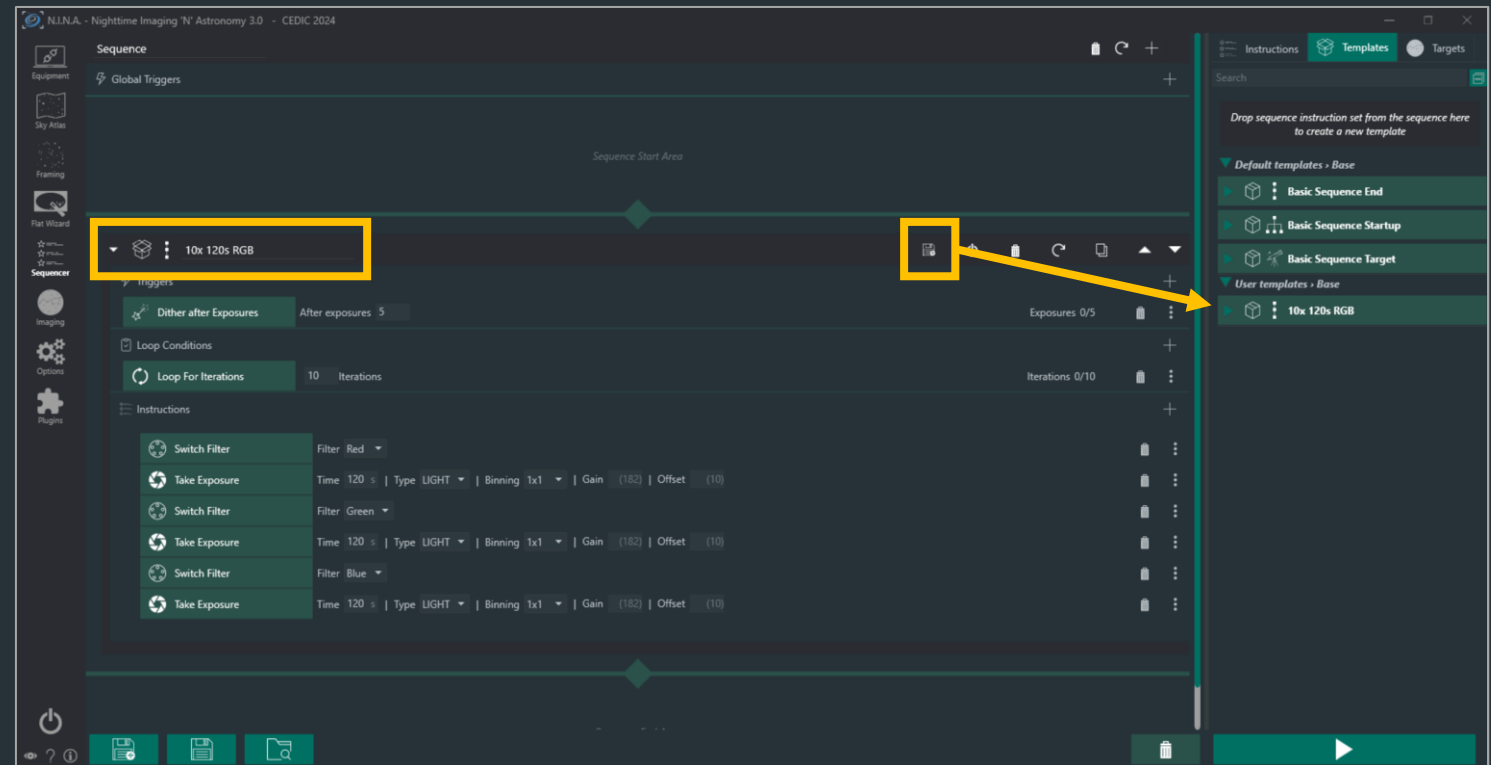 N.I.N.A. - Nighttime Imaging 'N' Astronomy 3.0 - CEDIC 2024
Equipment
Sky Atlas
Framing
Flat Wizard
Sequencer
Imaging
Options
Plugins
Sequence
Global Triggers
Sequence Start Area
10x 120s RGB
Triggers
Dither after Exposures After exposures 5 Exposures 0/5
Loop Conditions
Loop For Iterations 10 Iterations Iterations 0/10
Instructions
Switch Filter Filter Red
Take Exposure Time 120 s | Type LIGHT | Binning 1x1 | Gain (182) | Offset (10)
Switch Filter Filter Green
Take Exposure Time 120 s | Type LIGHT | Binning 1x1 | Gain (182) | Offset (10)
Switch Filter Filter Blue
Take Exposure Time 120 s | Type LIGHT | Binning 1x1 | Gain (182) | Offset (10)
Instructions Templates Targets
Search
Drop sequence instruction set from the sequence here
to create a new template
Default templates › Base
Basic Sequence End
Basic Sequence Startup
Basic Sequence Target
User templates › Base
10x 120s RGB